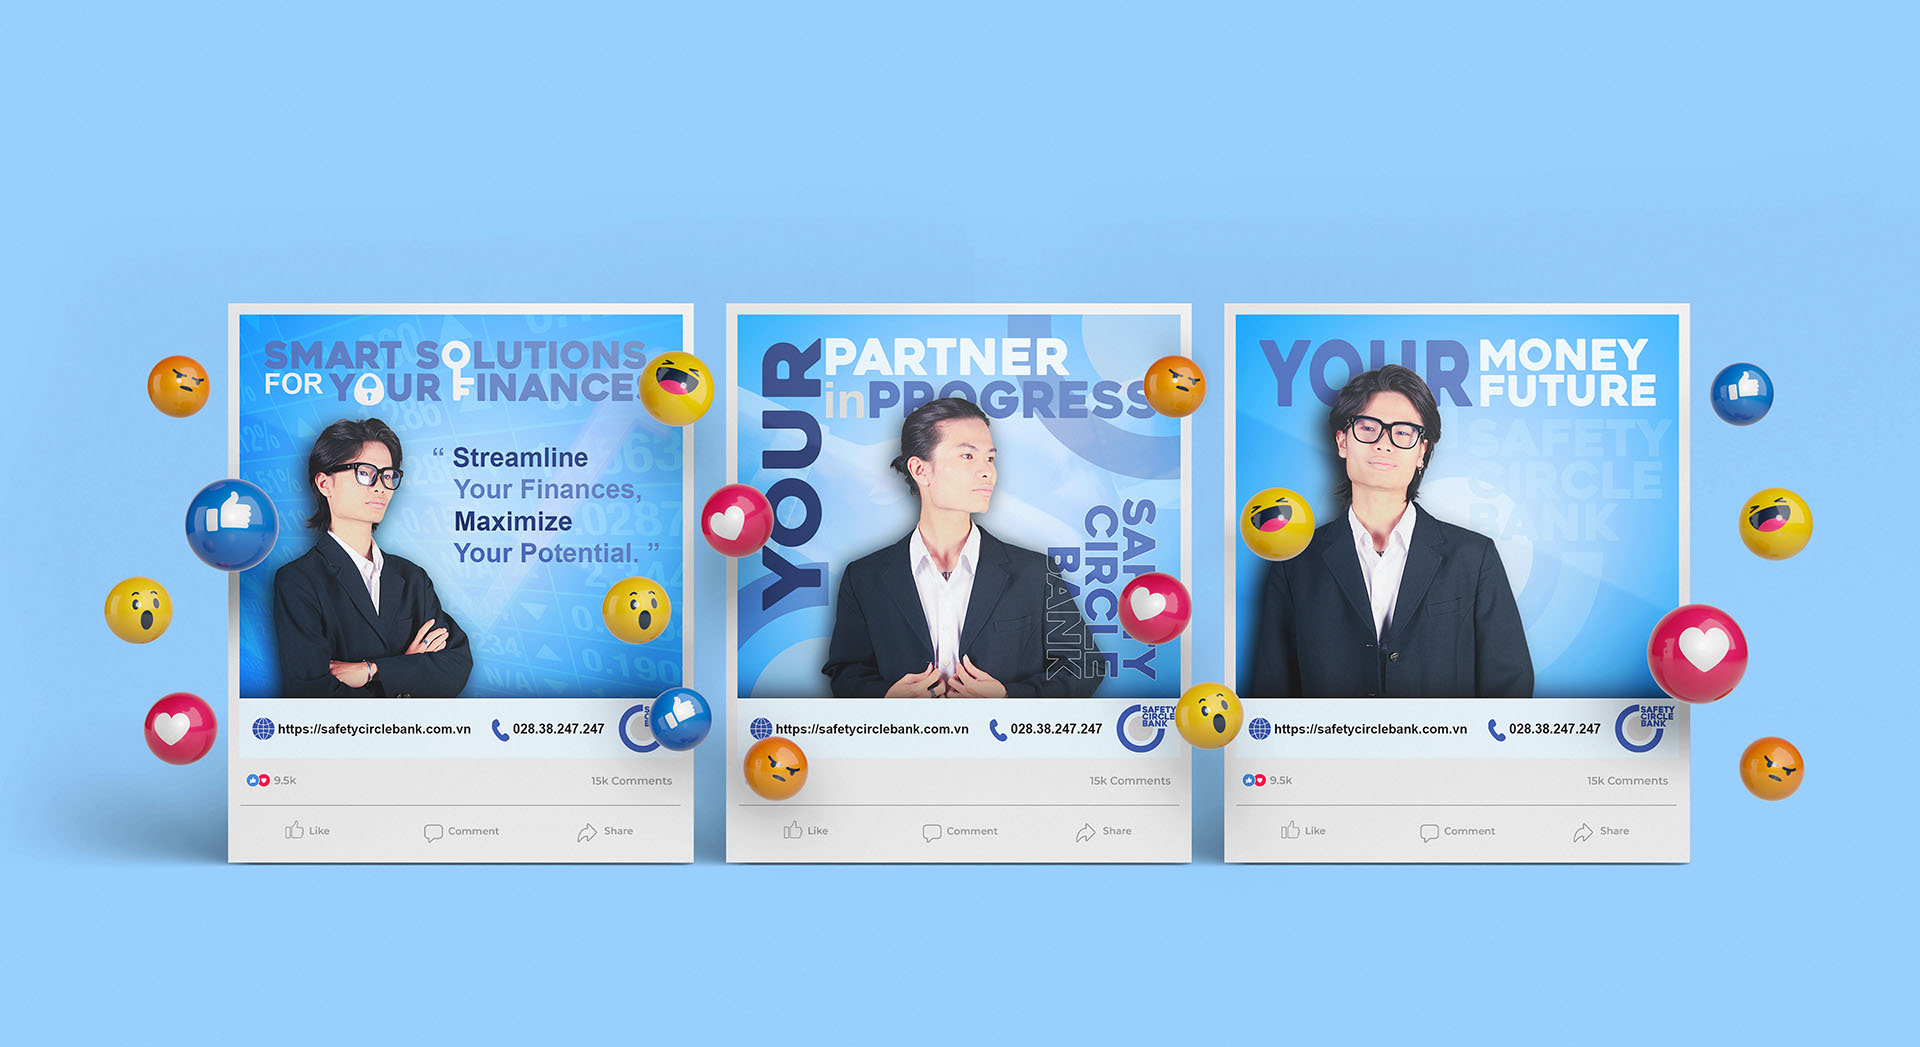 SMART SOLUTIONS
FOR YOUR FINANCES
“ Streamline
Your Finances,
Maximize
Your Potential. ”
https://safetycirclebank.com.vn
028.38.247.247
9.5k
15k Comments
Like
Comment
Share
YOUR
PARTNER
inPROGRESS
SAFETY
CIRCLE
BANK
https://safetycirclebank.com.vn
028.38.247.247
SAFETY
CIRCLE
BANK
15k Comments
Like
Comment
Share
YOUR
MONEY
FUTURE
SAFETY
CIRCLE
BANK
https://safetycirclebank.com.vn
028.38.247.247
SAFETY
CIRCLE
BANK
9.5k
15k Comments
Like
Comment
Share